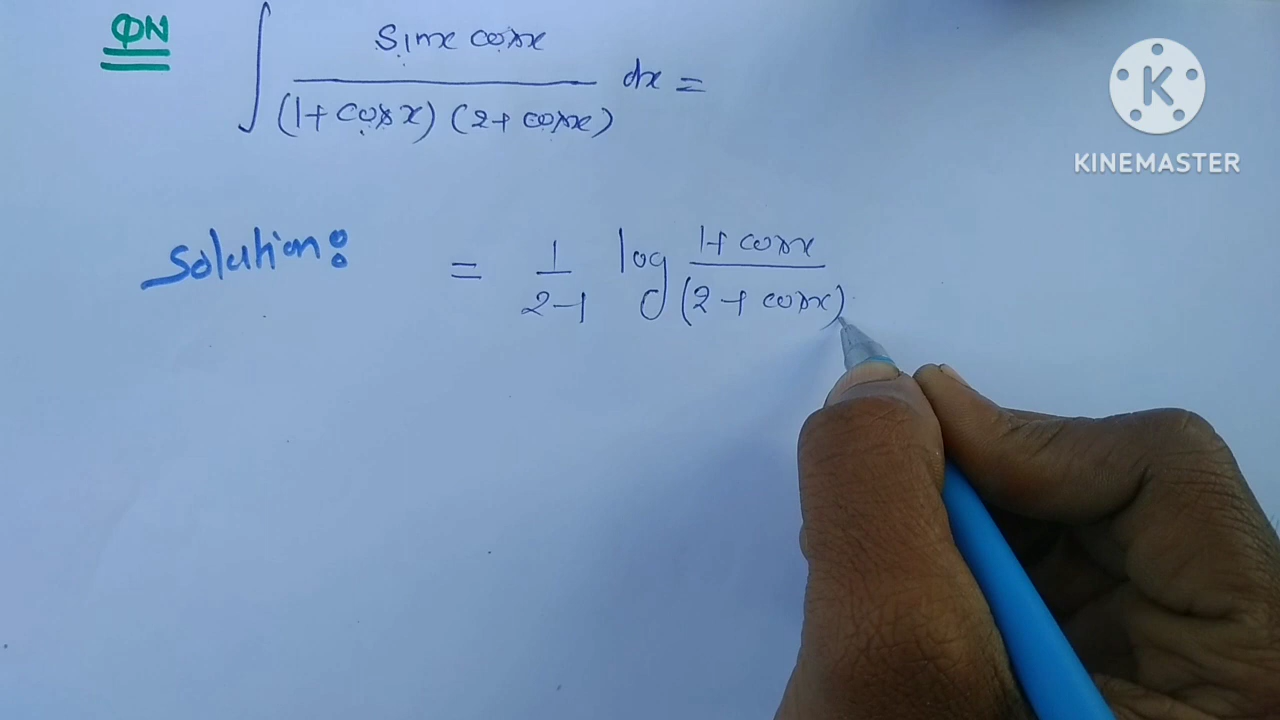 QN ∫ sinx cosx / (1+cosx) (2+cosx) dx =
KINEMASTER
Solution: = 1/2-1 log 1+cosx/(2+cosx)